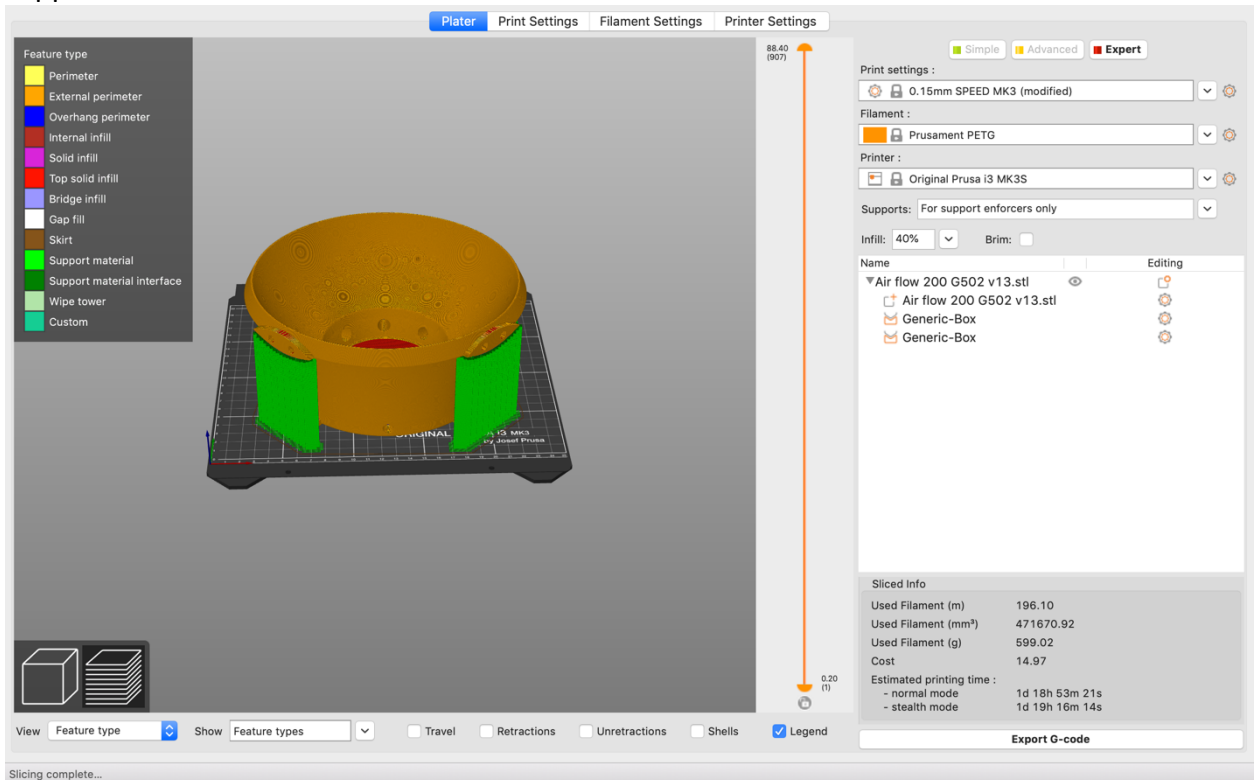 Plater Print Settings Filament Settings Printer Settings
Feature type
Perimeter
External perimeter
Overhang perimeter
Internal infill
Solid infill
Top solid infill
Bridge infill
Gap fill
Skirt
Support material
Support material interface
Wipe tower
Custom
ORIGINAL
i3 MK3
by Josef Prusa
88.40
(907)
0.20
(1)
Simple Advanced Expert
Print settings :
0.15mm SPEED MK3 (modified)
Filament :
Prusament PETG
Printer :
Original Prusa i3 MK3S
Supports: For support enforcers only
Infill: 40% Brim:
Name Editing
Air flow 200 G502 v13.stl
Air flow 200 G502 v13.stl
Generic-Box
Generic-Box
Sliced Info
Used Filament (m) 196.10
Used Filament (mm³) 471670.92
Used Filament (g) 599.02
Cost 14.97
Estimated printing time :
- normal mode 1d 18h 53m 21s
- stealth mode 1d 19h 16m 14s
Export G-code
View Feature type Show Feature types Travel Retractions Unretractions Shells Legend
Slicing complete...